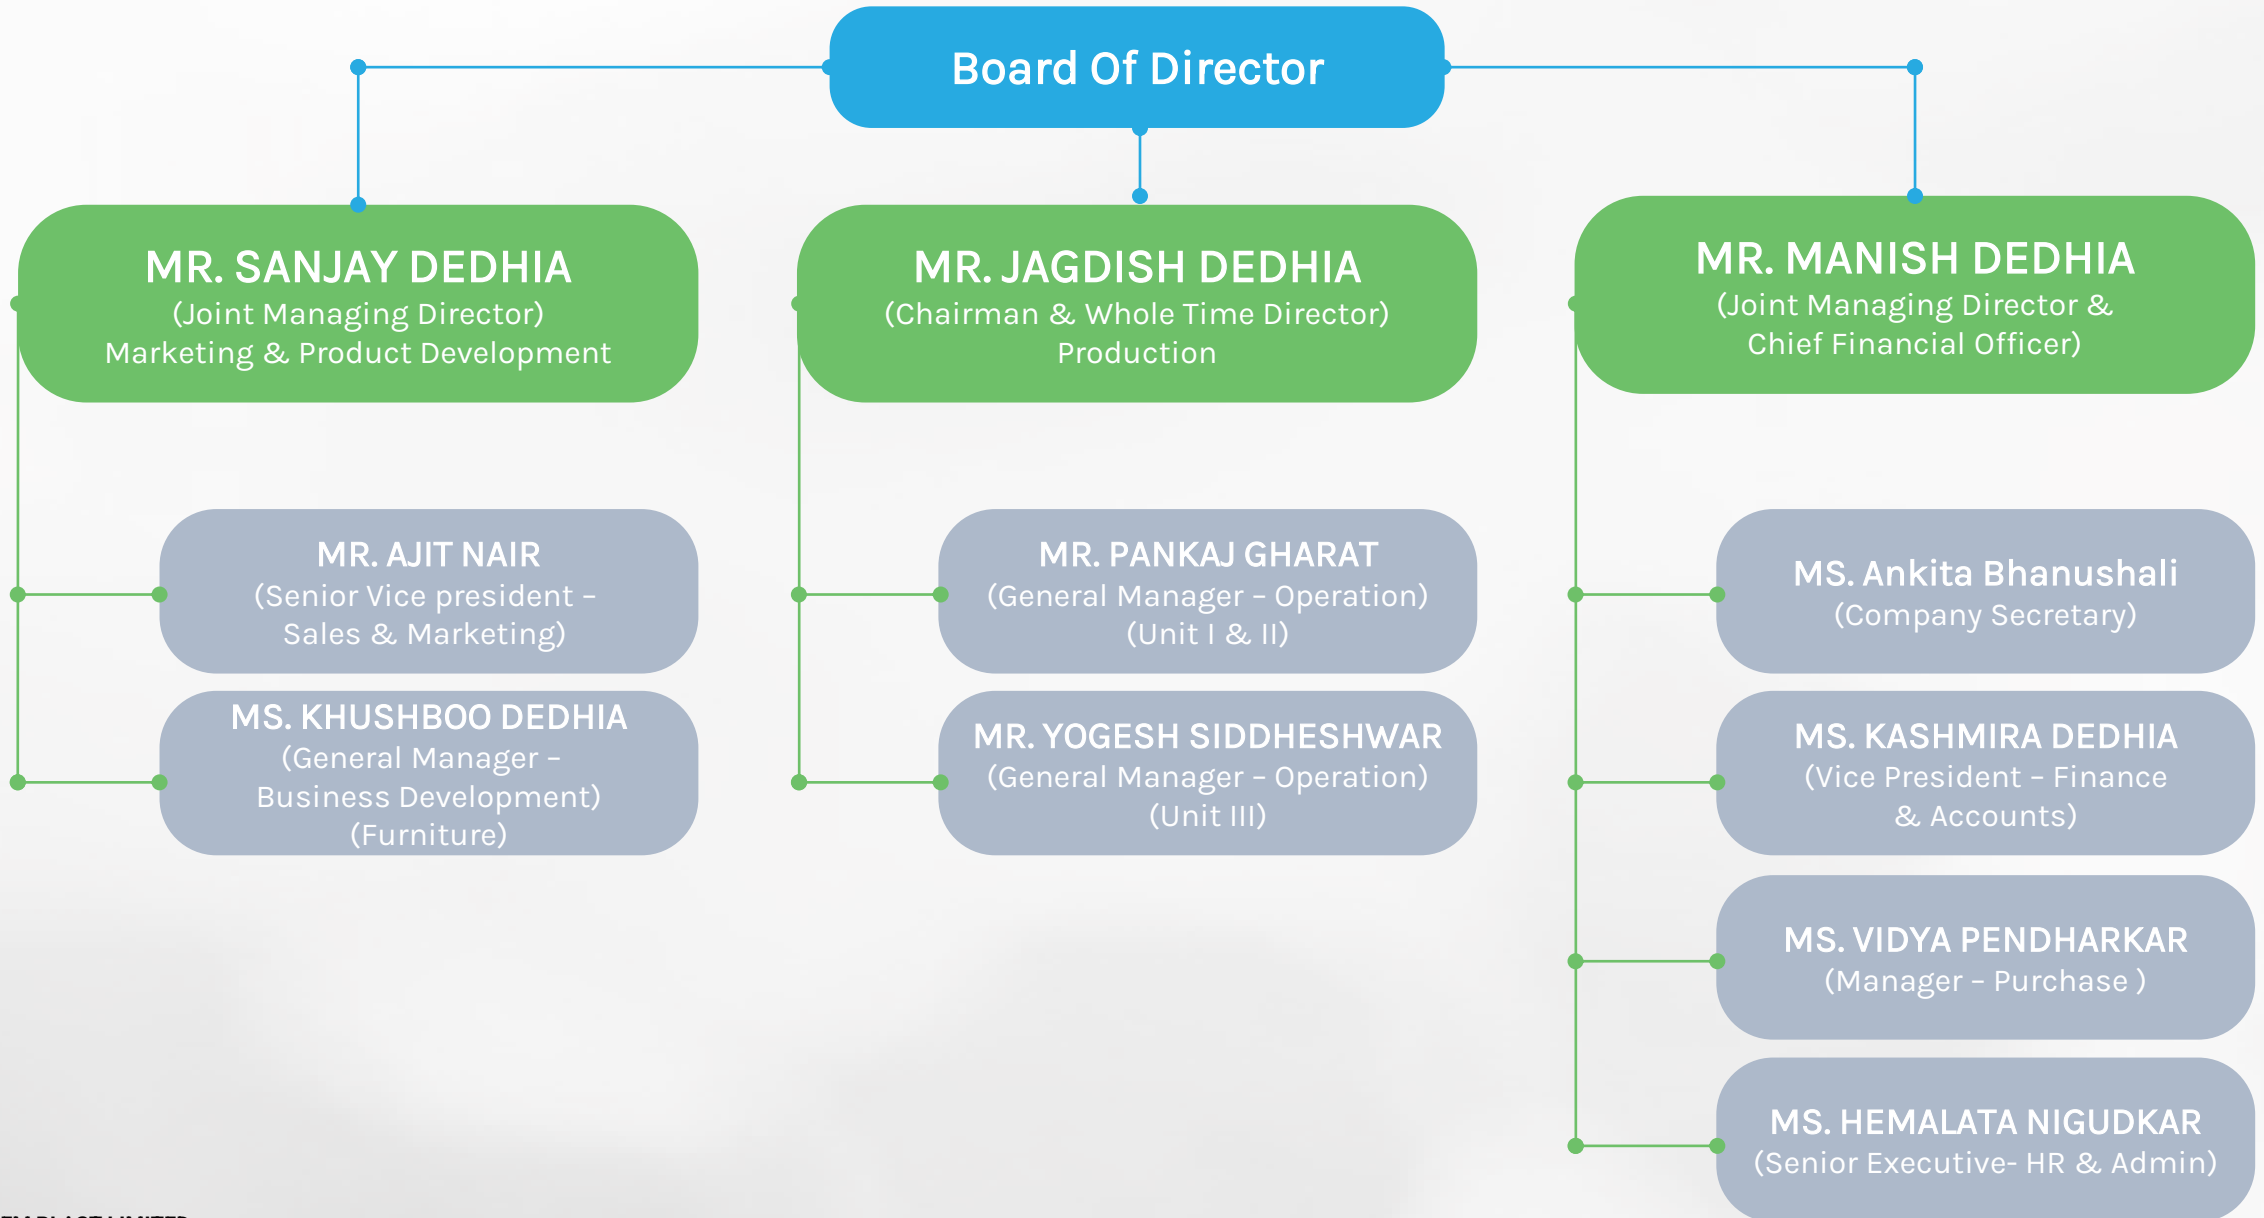 Board Of Director
MR. SANJAY DEDHIA
(Joint Managing Director)
Marketing & Product Development
MR. JAGDISH DEDHIA
(Chairman & Whole Time Director)
Production
MR. MANISH DEDHIA
(Joint Managing Director &
Chief Financial Officer)
MR. AJIT NAIR
(Senior Vice president –
Sales & Marketing)
MS. KHUSHBOO DEDHIA
(General Manager –
Business Development)
(Furniture)
MR. PANKAJ GHARAT
(General Manager – Operation)
(Unit I & II)
MR. YOGESH SIDDHESHWAR
(General Manager – Operation)
(Unit III)
MS. Ankita Bhanushali
(Company Secretary)
MS. KASHMIRA DEDHIA
(Vice President – Finance
& Accounts)
MS. VIDYA PENDHARKAR
(Manager – Purchase )
MS. HEMALATA NIGUDKAR
(Senior Executive- HR & Admin)